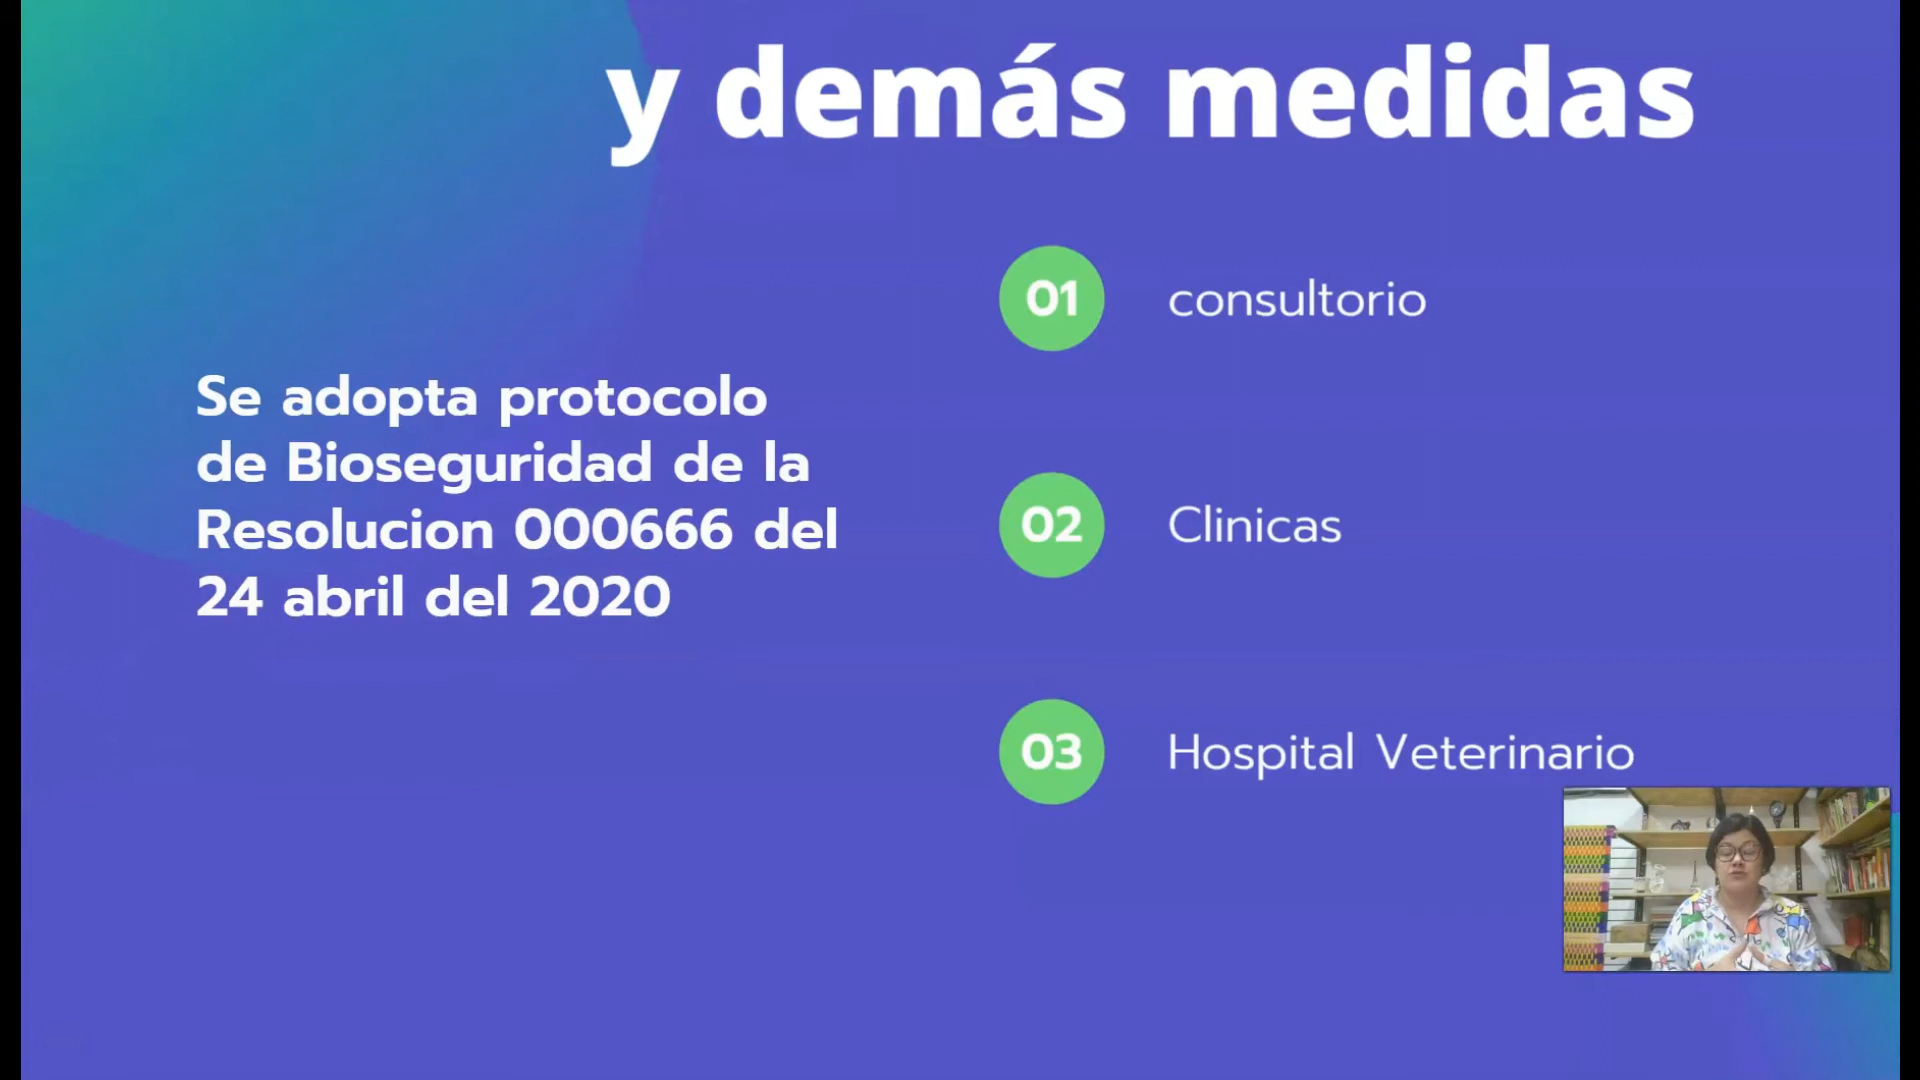 y demás medidas
Se adopta protocolo
de Bioseguridad de la
Resolucion 000666 del
24 abril del 2020
01 consultorio
02 Clinicas
03 Hospital Veterinario